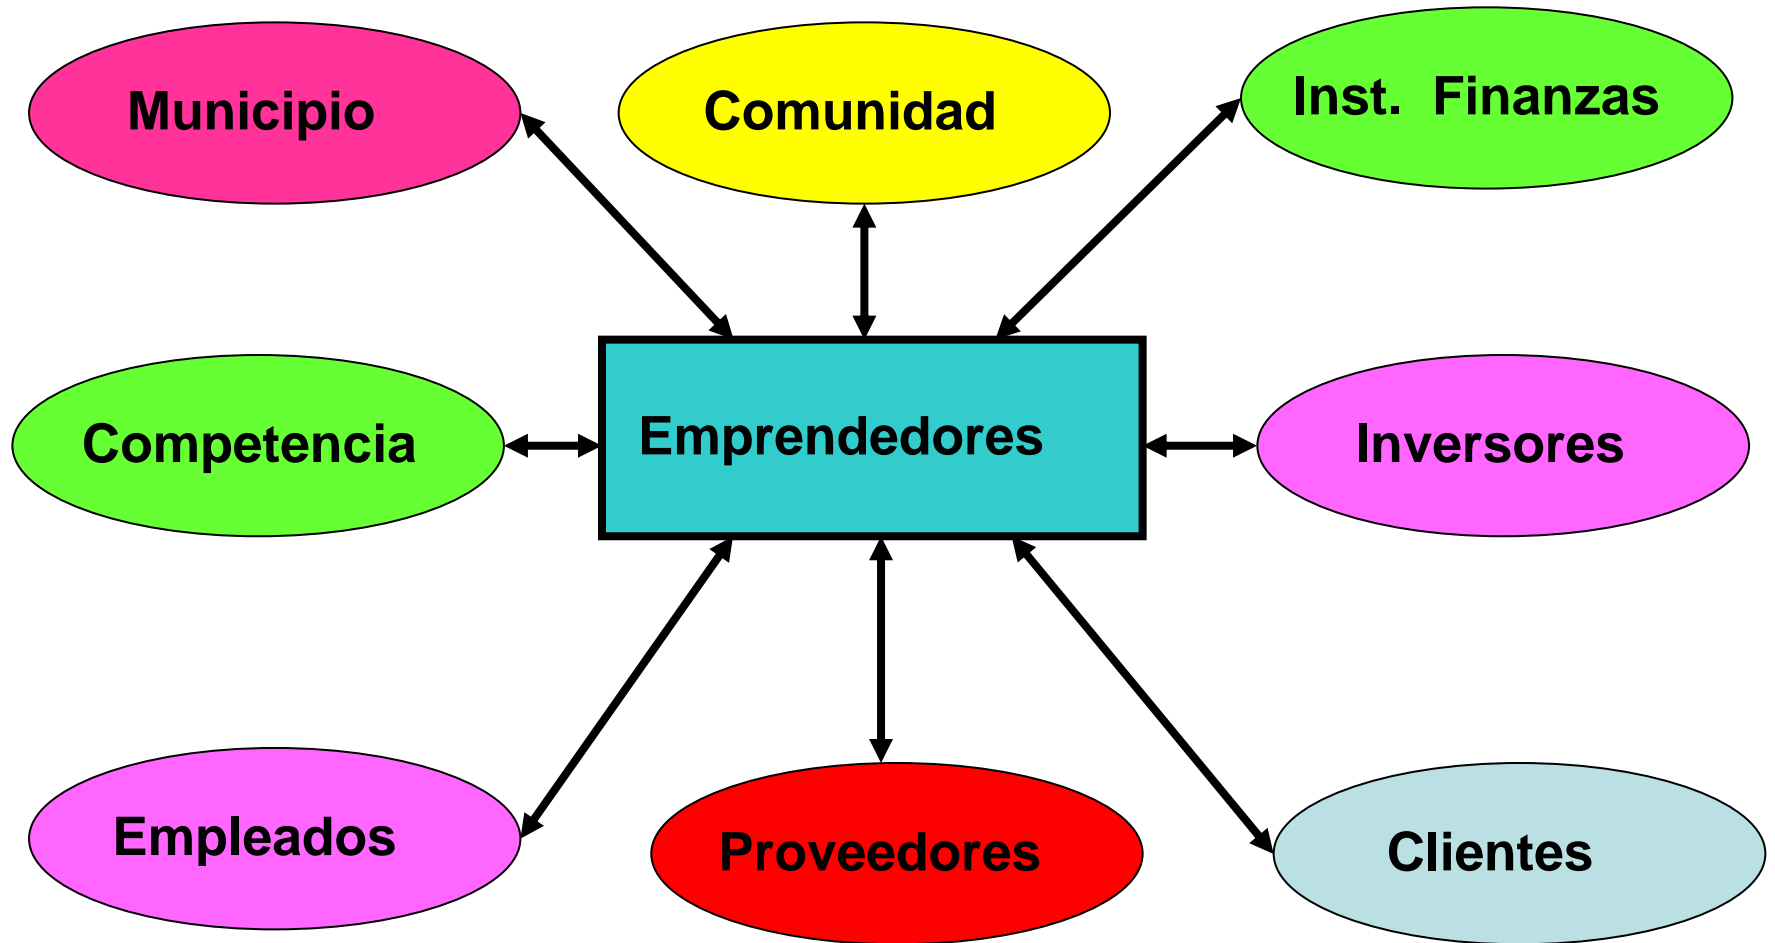 Municipio
Comunidad
Inst.  Finanzas
Competencia
Emprendedores
Inversores
Empleados
Proveedores
Clientes